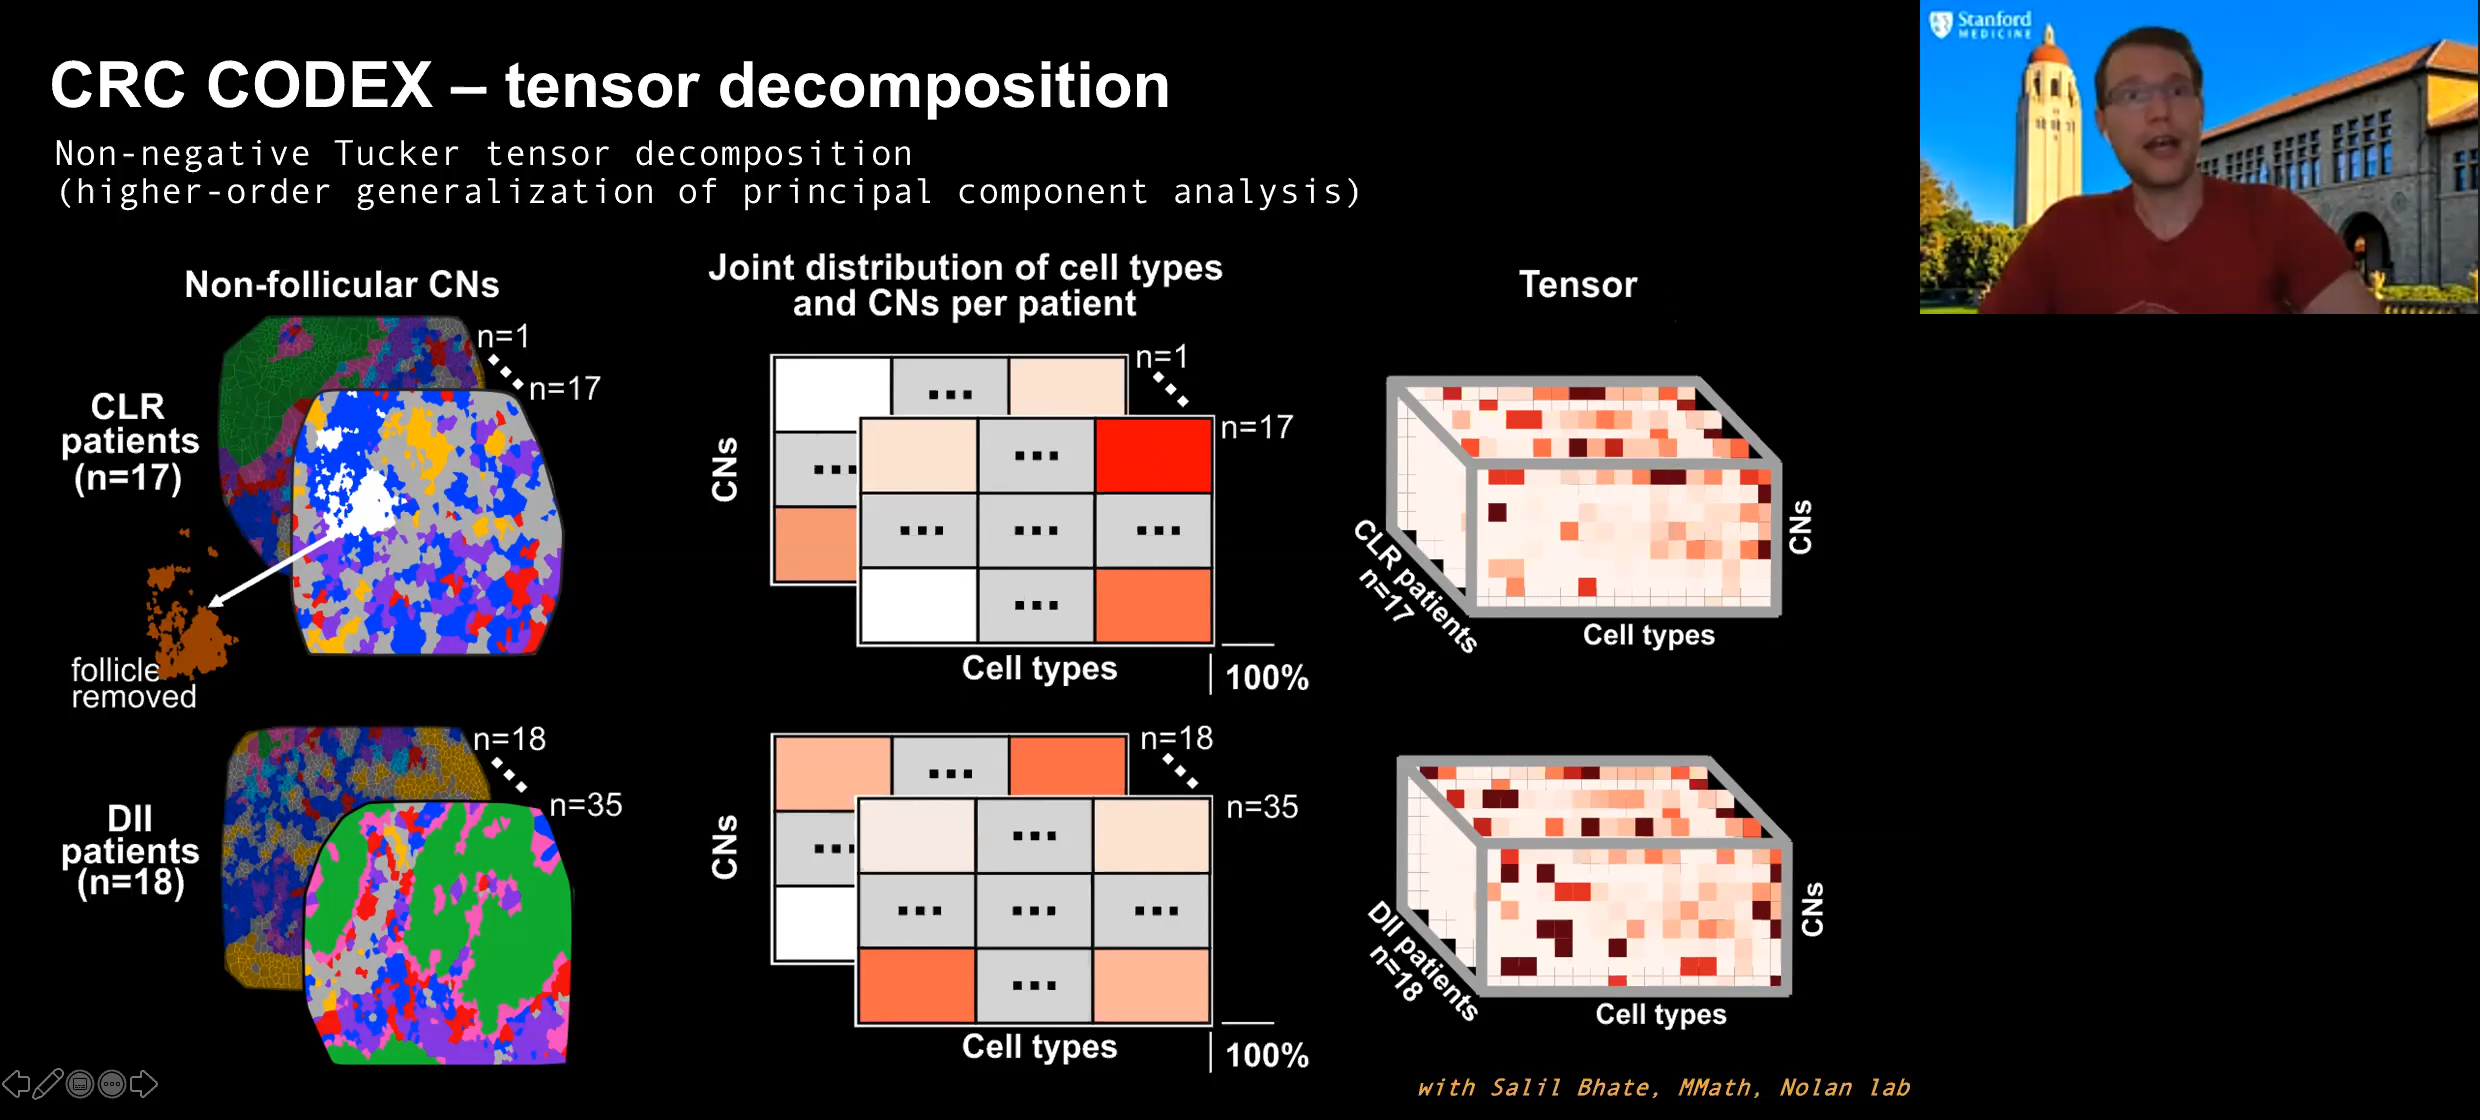 CRC CODEX – tensor decomposition
Non-negative Tucker tensor decomposition
(higher-order generalization of principal component analysis)
Stanford
MEDICINE
Non-follicular CNs
Joint distribution of cell types
and CNs per patient
Tensor
CLR
patients
(n=17)
n=1
n=17
follicle
removed
CNs
n=1
n=17
Cell types
100%
CLR patients
n=17
Cell types
CNs
DII
patients
(n=18)
n=18
n=35
CNs
n=18
n=35
Cell types
100%
DII patients
n=18
Cell types
CNs
with Salil Bhate, MMath, Nolan lab